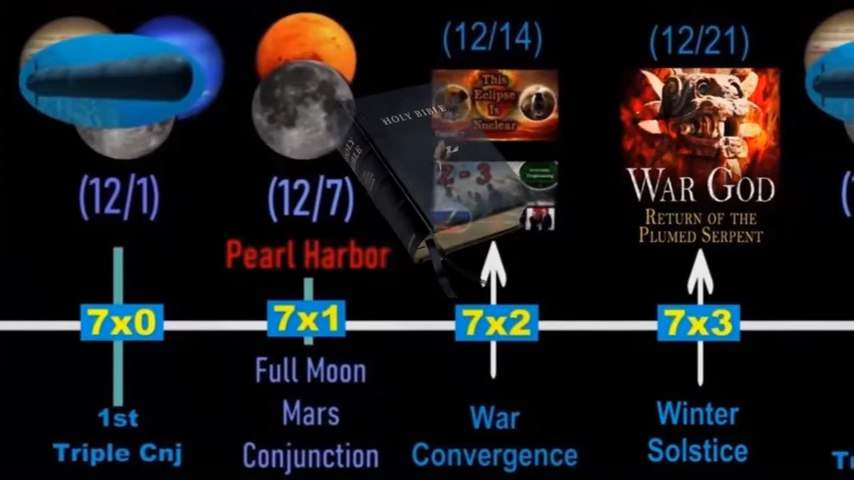 (12/1)
7x0
1st
Triple Cnj
(12/7)
Pearl Harbor
7x1
Full Moon
Mars
Conjunction
HOLY BIBLE
HOLY
BIBLE
(12/14)
This
Eclipse
Is
Nuclear
7x2
War
Convergence
(12/21)
WAR GOD
RETURN OF THE
PLUMED SERPENT
7x3
Winter
Solstice